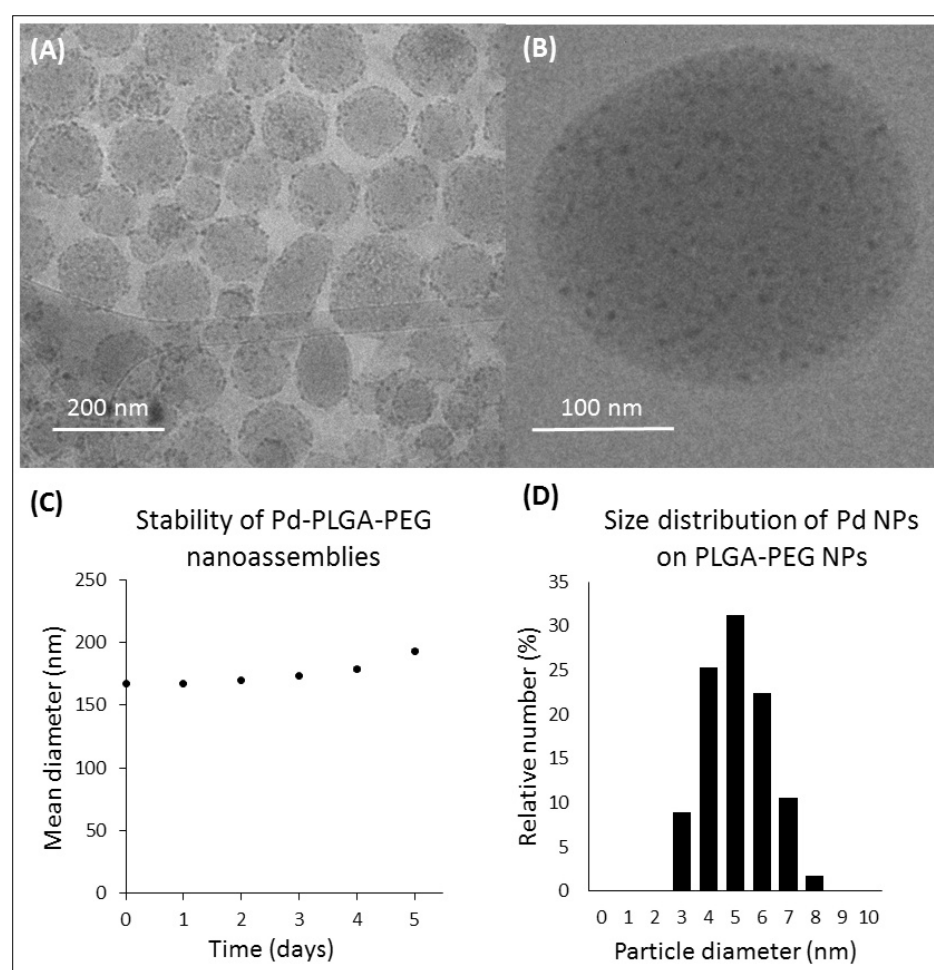 (A)
(B)
200 nm
100 nm
(C)
Stability of Pd-PLGA-PEG
nanoassemblies
Mean diameter (nm)
250
200
150
100
50
0
0 1 2 3 4 5
Time (days)
(D)
Size distribution of Pd NPs
on PLGA-PEG NPs
Relative number (%)
35
30
25
20
15
10
5
0
0 1 2 3 4 5 6 7 8 9 10
Particle diameter (nm)